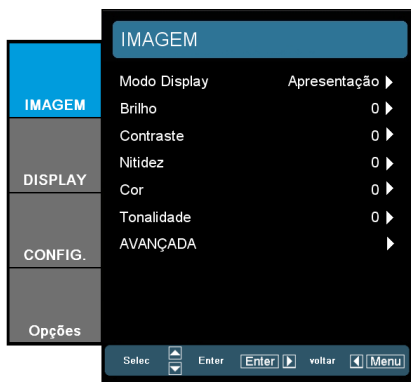 IMAGEM
Modo Display Apresentação
IMAGEM
Brilho 0
Contraste 0
Nitidez 0
DISPLAY
Cor 0
Tonalidade 0
AVANÇADA
CONFIG.
Opções
Selec Enter Enter voltar Menu